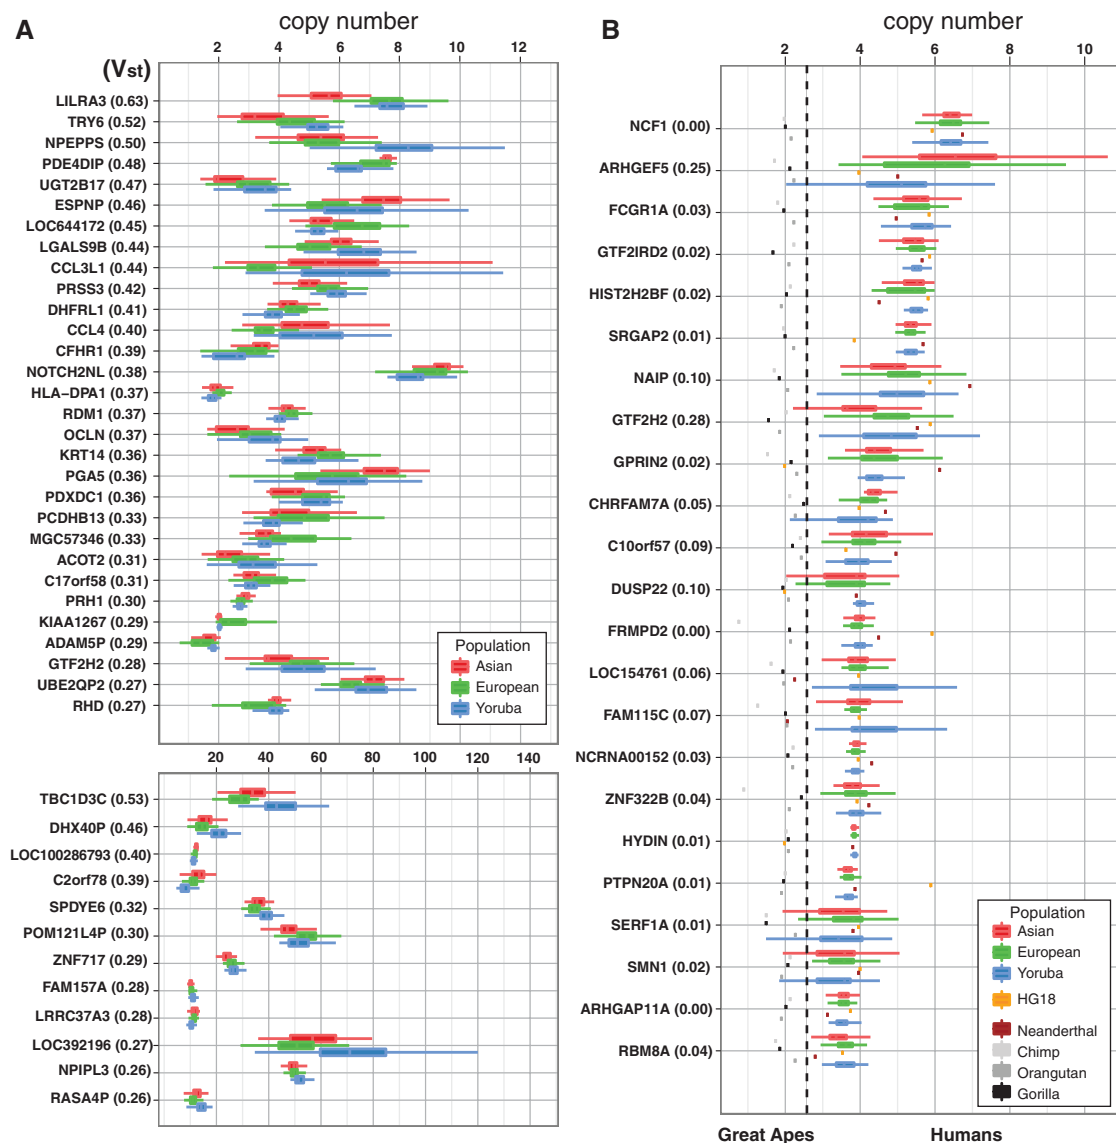 A
copy number
2 4 6 8 10 12
(Vst)
LILRA3 (0.63)
TRY6 (0.52)
NPEPPS (0.50)
PDE4DIP (0.48)
UGT2B17 (0.47)
ESPNP (0.46)
LOC644172 (0.45)
LGALS9B (0.44)
CCL3L1 (0.44)
PRSS3 (0.42)
DHFRL1 (0.41)
CCL4 (0.40)
CFHR1 (0.39)
NOTCH2NL (0.38)
HLA−DPA1 (0.37)
RDM1 (0.37)
OCLN (0.37)
KRT14 (0.36)
PGA5 (0.36)
PDXDC1 (0.36)
PCDHB13 (0.33)
MGC57346 (0.33)
ACOT2 (0.31)
C17orf58 (0.31)
PRH1 (0.30)
KIAA1267 (0.29)
ADAM5P (0.29)
GTF2H2 (0.28)
UBE2QP2 (0.27)
RHD (0.27)
Population
Asian
European
Yoruba
20 40 60 80 100 120 140
TBC1D3C (0.53)
DHX40P (0.46)
LOC100286793 (0.40)
C2orf78 (0.39)
SPDYE6 (0.32)
POM121L4P (0.30)
ZNF717 (0.29)
FAM157A (0.28)
LRRC37A3 (0.28)
LOC392196 (0.27)
NPIPL3 (0.26)
RASA4P (0.26)
B
copy number
2 4 6 8 10
NCF1 (0.00)
ARHGEF5 (0.25)
FCGR1A (0.03)
GTF2IRD2 (0.02)
HIST2H2BF (0.02)
SRGAP2 (0.01)
NAIP (0.10)
GTF2H2 (0.28)
GPRIN2 (0.02)
CHRFAM7A (0.05)
C10orf57 (0.09)
DUSP22 (0.10)
FRMPD2 (0.00)
LOC154761 (0.06)
FAM115C (0.07)
NCRNA00152 (0.03)
ZNF322B (0.04)
HYDIN (0.01)
PTPN20A (0.01)
SERF1A (0.01)
SMN1 (0.02)
ARHGAP11A (0.00)
RBM8A (0.04)
Population
Asian
European
Yoruba
HG18
Neanderthal
Chimp
Orangutan
Gorilla
Great Apes
Humans